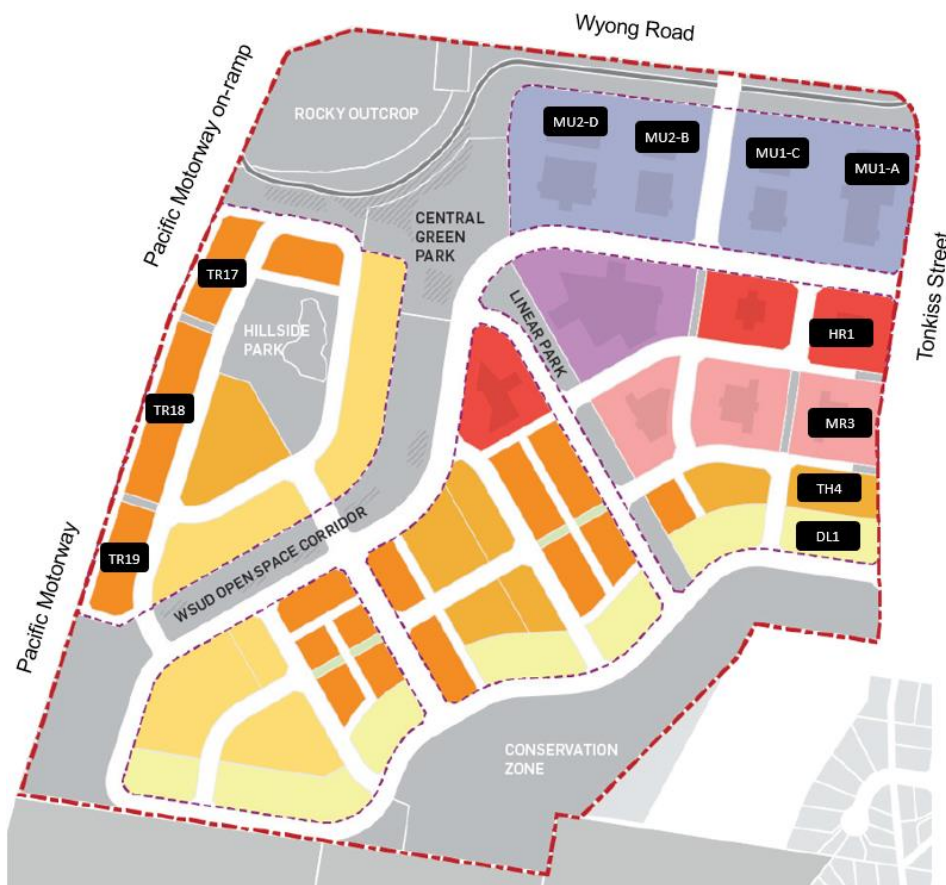 Wyong Road
Pacific Motorway on-ramp
ROCKY OUTCROP
MU2-D
MU2-B
MU1-C
MU1-A
CENTRAL
GREEN
PARK
TR17
Tonkiss Street
LINEAR PARK
HILLSIDE
PARK
HR1
TR18
MR3
TH4
DL1
TR19
WSUD OPEN SPACE CORRIDOR
Pacific Motorway
CONSERVATION
ZONE